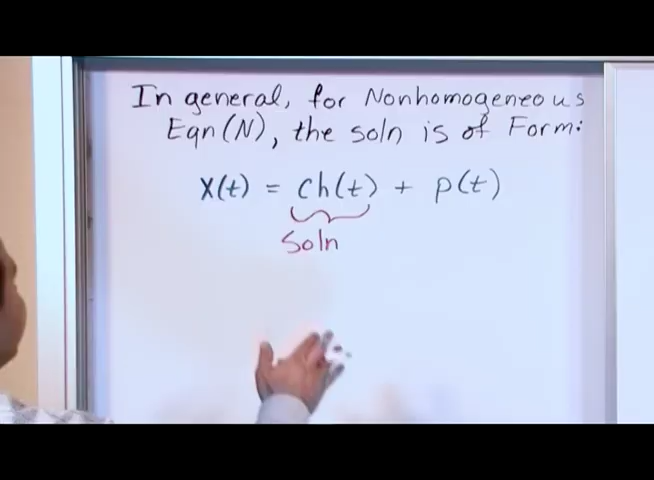 In general, for Nonhomogeneous
Eqn(N), the soln is of Form:
x(t) = ch(t) + p(t)
Soln